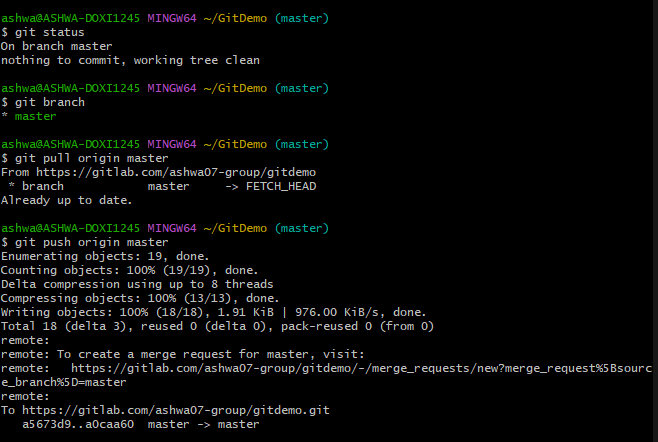 ashwa@ASHWA-DOXI1245 MINGW64 ~/GitDemo (master)
$ git status
On branch master
nothing to commit, working tree clean

ashwa@ASHWA-DOXI1245 MINGW64 ~/GitDemo (master)
$ git branch
* master

ashwa@ASHWA-DOXI1245 MINGW64 ~/GitDemo (master)
$ git pull origin master
From https://gitlab.com/ashwa07-group/gitdemo
 * branch            master     -> FETCH_HEAD
Already up to date.

ashwa@ASHWA-DOXI1245 MINGW64 ~/GitDemo (master)
$ git push origin master
Enumerating objects: 19, done.
Counting objects: 100% (19/19), done.
Delta compression using up to 8 threads
Compressing objects: 100% (13/13), done.
Writing objects: 100% (18/18), 1.91 KiB | 976.00 KiB/s, done.
Total 18 (delta 3), reused 0 (delta 0), pack-reused 0 (from 0)
remote:
remote: To create a merge request for master, visit:
remote:   https://gitlab.com/ashwa07-group/gitdemo/-/merge_requests/new?merge_request%5Bsourc
e_branch%5D=master
remote:
To https://gitlab.com/ashwa07-group/gitdemo.git
   a5673d9..a0caa60  master -> master